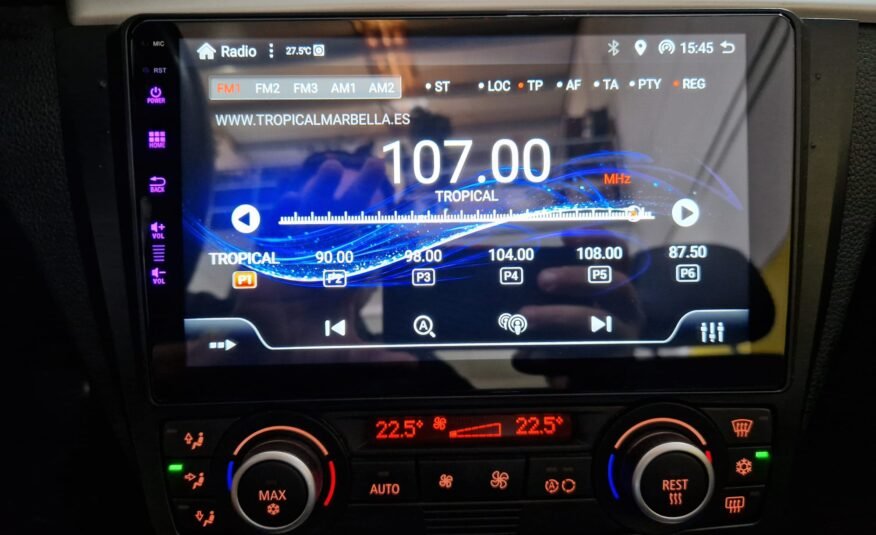 MIC
Radio 27.5°C 15:45
RST
FM1 FM2 FM3 AM1 AM2 ST LOC TP AF TA PTY REG
POWER
WWW.TROPICALMARBELLA.ES
HOME
107.00 MHz
TROPICAL
BACK
VOL
TROPICAL 90.00 98.00 104.00 108.00 87.50
P1 P2 P3 P4 P5 P6
VOL
A
22.5° 22.5°
MAX AUTO A REST